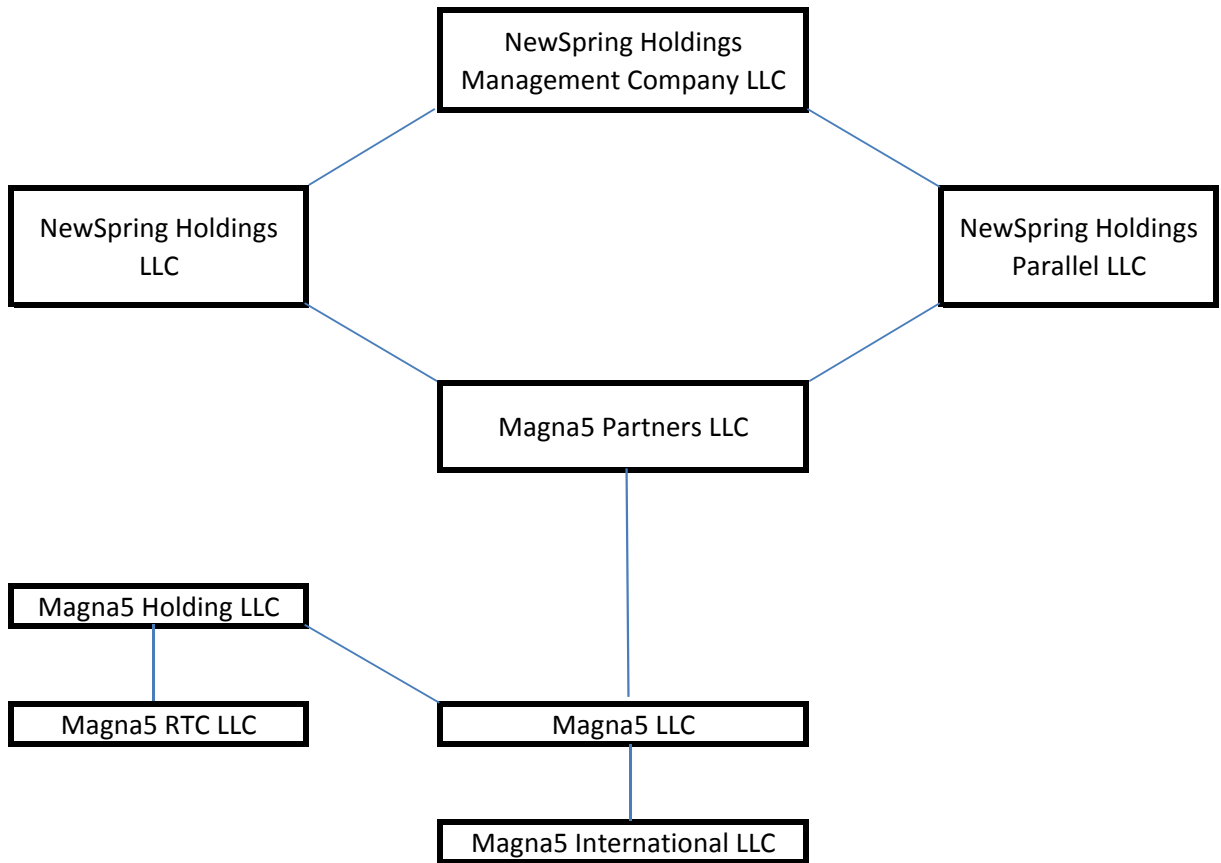 NewSpring Holdings
Management Company LLC
NewSpring Holdings
LLC
NewSpring Holdings
Parallel LLC
Magna5 Partners LLC
Magna5 Holding LLC
Magna5 RTC LLC
Magna5 LLC
Magna5 International LLC